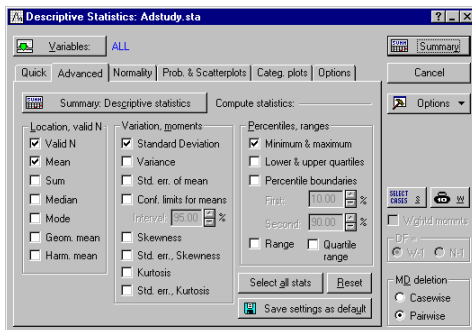 Descriptive Statistics: Adstudy.sta
Variables: ALL
Summary
Cancel
Options
Quick Advanced Normality Prob. & Scatterplots Categ. plots Options
Summary: Descriptive statistics Compute statistics:
Location, valid N
Valid N
Mean
Sum
Median
Mode
Geom. mean
Harm. mean
Variation, moments
Standard Deviation
Variance
Std. err. of mean
Conf. limits for means
Interval: 95.00 %
Skewness
Std. err., Skewness
Kurtosis
Std. err., Kurtosis
Percentiles, ranges
Minimum & maximum
Lower & upper quartiles
Percentile boundaries
First: 10.00 %
Second: 90.00 %
Range Quartile
range
Select all stats Reset
Save settings as default
SELECT
CASES S W
Wghtd momnts
DF =
W-1 N-1
MD deletion
Casewise
Pairwise